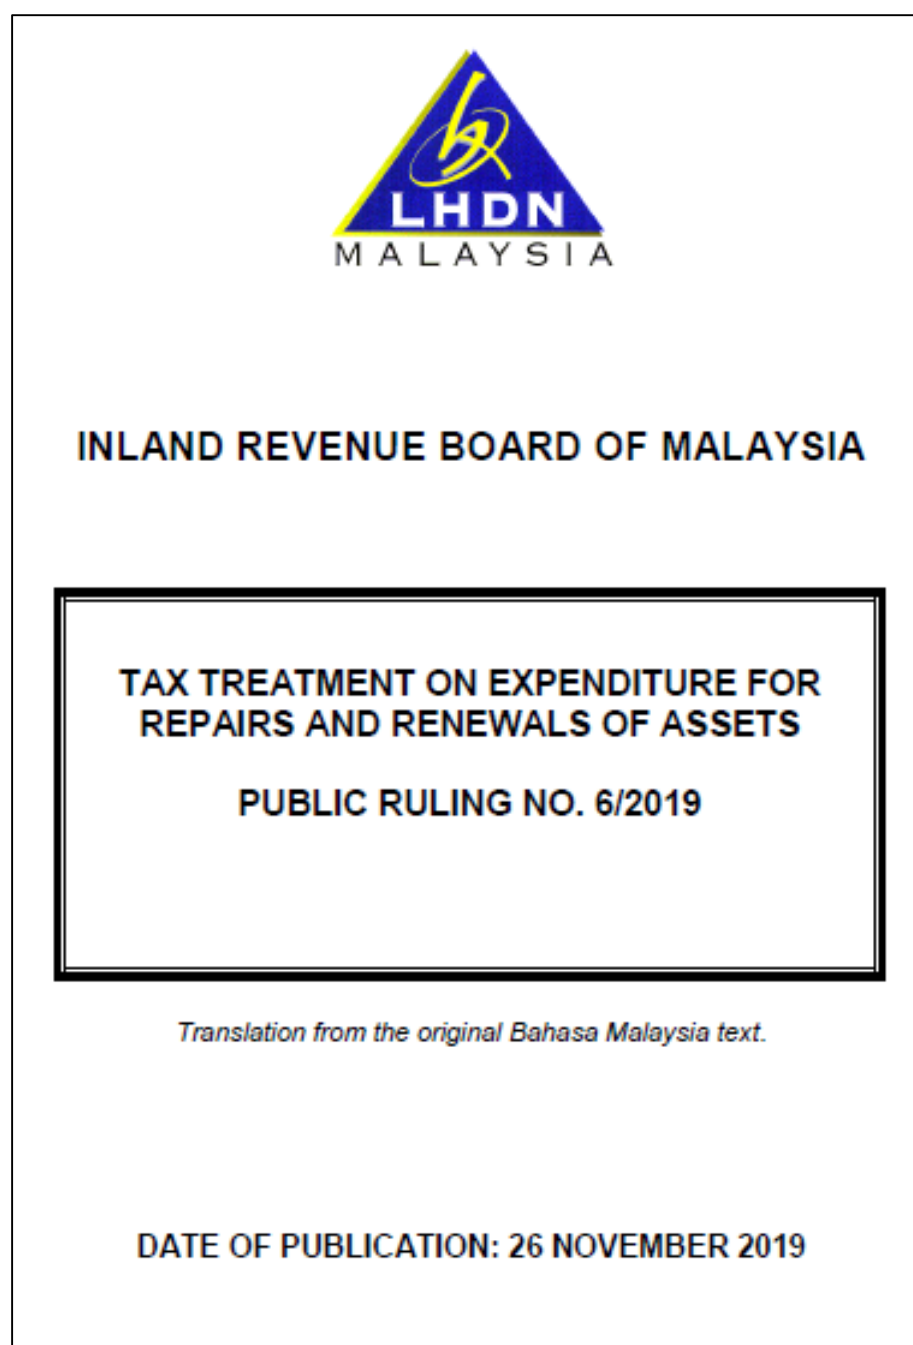 LHDN
MALAYSIA
INLAND REVENUE BOARD OF MALAYSIA
TAX TREATMENT ON EXPENDITURE FOR
REPAIRS AND RENEWALS OF ASSETS
PUBLIC RULING NO. 6/2019
Translation from the original Bahasa Malaysia text.
DATE OF PUBLICATION: 26 NOVEMBER 2019